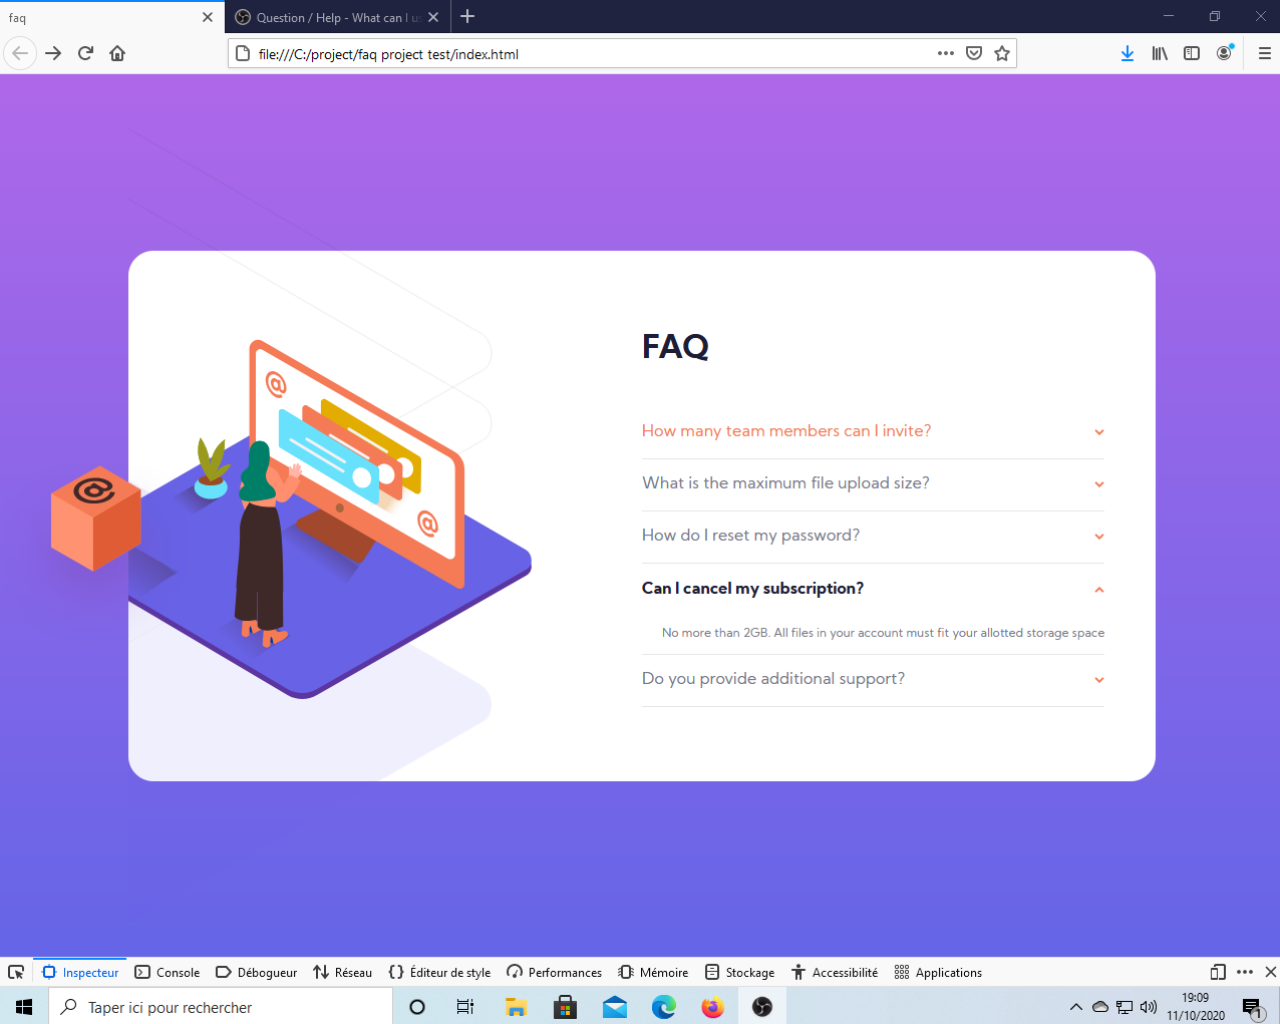 faq
Question / Help - What can I us
file:///C:/project/faq project test/index.html
FAQ
@
@
@
How many team members can I invite?
What is the maximum file upload size?
How do I reset my password?
Can I cancel my subscription?
No more than 2GB. All files in your account must fit your allotted storage space
Do you provide additional support?
Inspecteur
Console
Débogueur
Réseau
Éditeur de style
Performances
Mémoire
Stockage
Accessibilité
Applications
Taper ici pour rechercher
19:09
11/10/2020
1